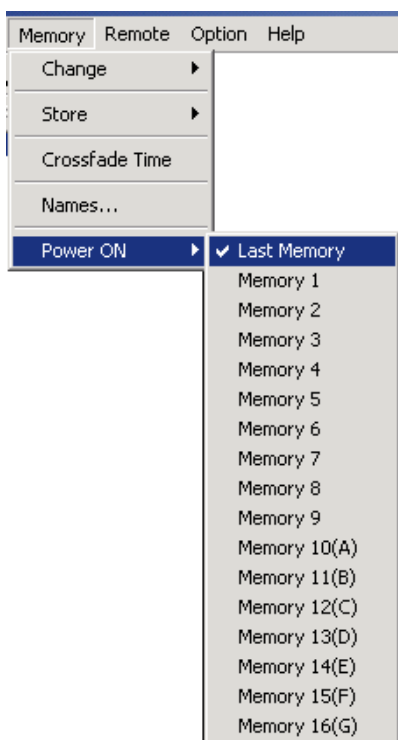 Memory Remote Option Help
Change
Store
Crossfade Time
Names...
Power ON
Last Memory
Memory 1
Memory 2
Memory 3
Memory 4
Memory 5
Memory 6
Memory 7
Memory 8
Memory 9
Memory 10(A)
Memory 11(B)
Memory 12(C)
Memory 13(D)
Memory 14(E)
Memory 15(F)
Memory 16(G)